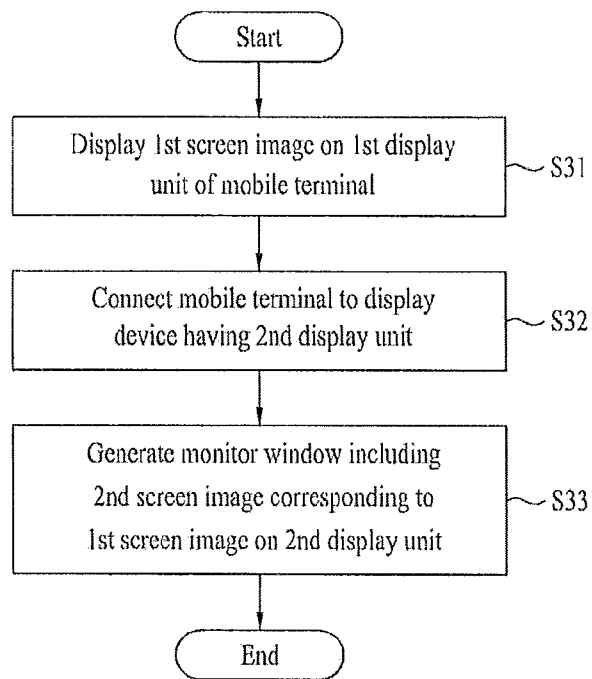 Start
Display 1st screen image on 1st display
unit of mobile terminal
S31
Connect mobile terminal to display
device having 2nd display unit
S32
Generate monitor window including
2nd screen image corresponding to
1st screen image on 2nd display unit
S33
End